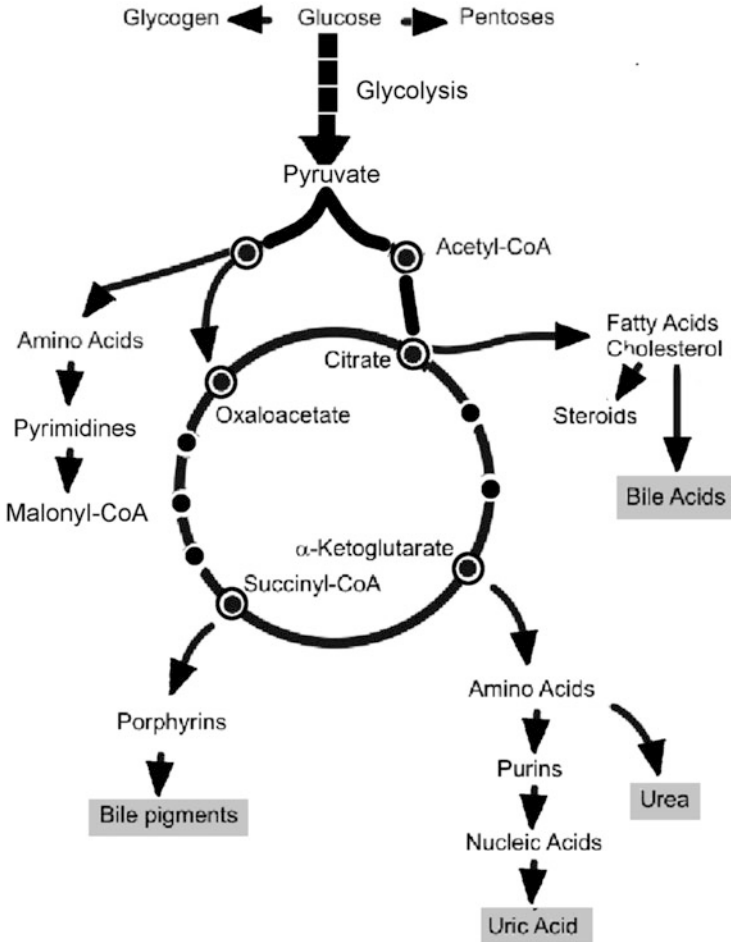 Glycogen
Glucose
Pentoses
Glycolysis
Pyruvate
Acetyl-CoA
Amino Acids
Fatty Acids
Cholesterol
Citrate
Steroids
Oxaloacetate
Pyrimidines
Malonyl-CoA
Bile Acids
α-Ketoglutarate
Succinyl-CoA
Amino Acids
Porphyrins
Purins
Urea
Bile pigments
Nucleic Acids
Uric Acid